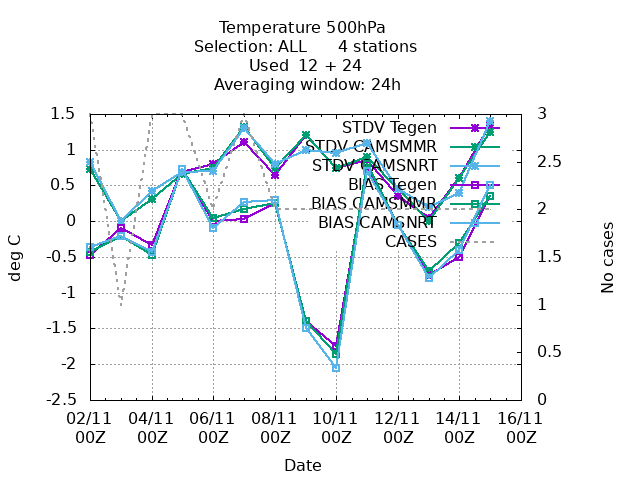 Temperature 500hPa
Selection: ALL 4 stations
Used 12 + 24
Averaging window: 24h
1.5
1
0.5
0
-0.5
-1
-1.5
-2
-2.5
deg C
STDV Tegen
STDV CAMSMMR
STDV CAMSNRT
BIAS Tegen
BIAS CAMSMMR
BIAS CAMSNRT
CASES
3
2.5
2
1.5
1
0.5
0
No cases
02/11 04/11 06/11 08/11 10/11 12/11 14/11 16/11
00Z 00Z 00Z 00Z 00Z 00Z 00Z 00Z
Date